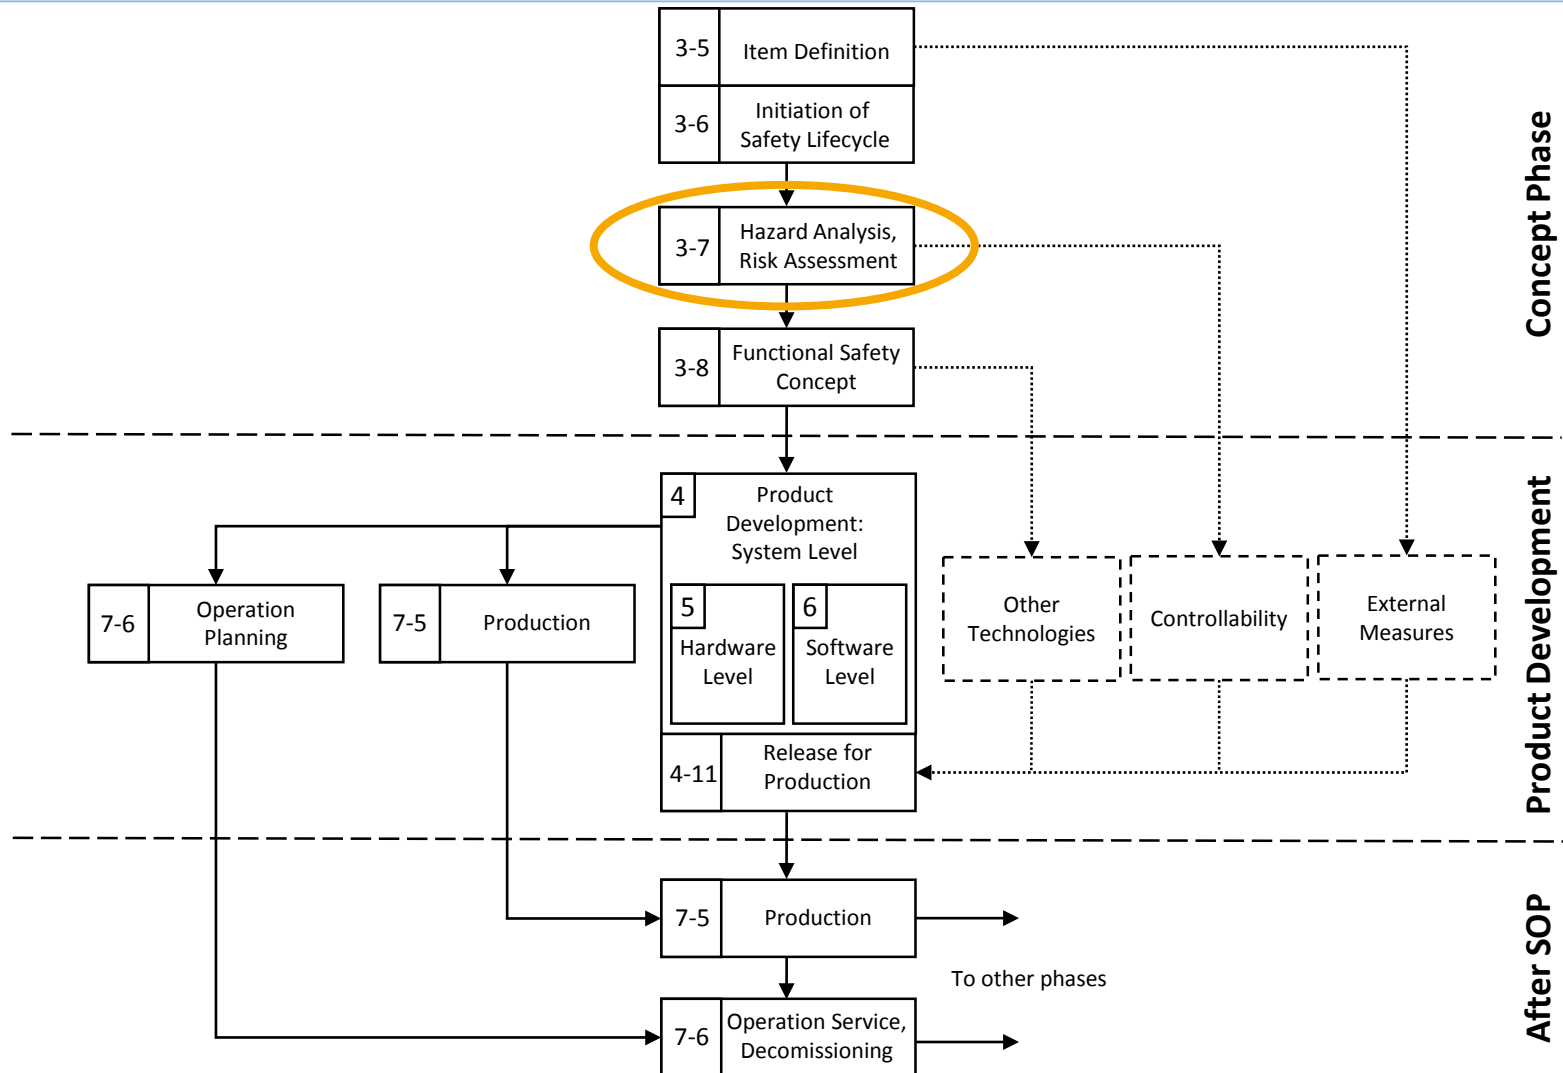 3-5
Item Definition
3-6
Initiation of
Safety Lifecycle
3-7
Hazard Analysis,
Risk Assessment
3-8
Functional Safety
Concept
Concept Phase
4
Product
Development:
System Level
7-6
Operation
Planning
7-5
Production
5
Hardware
Level
6
Software
Level
Other
Technologies
Controllability
External
Measures
4-11
Release for
Production
Product Development
7-5
Production
To other phases
7-6
Operation Service,
Decomissioning
After SOP